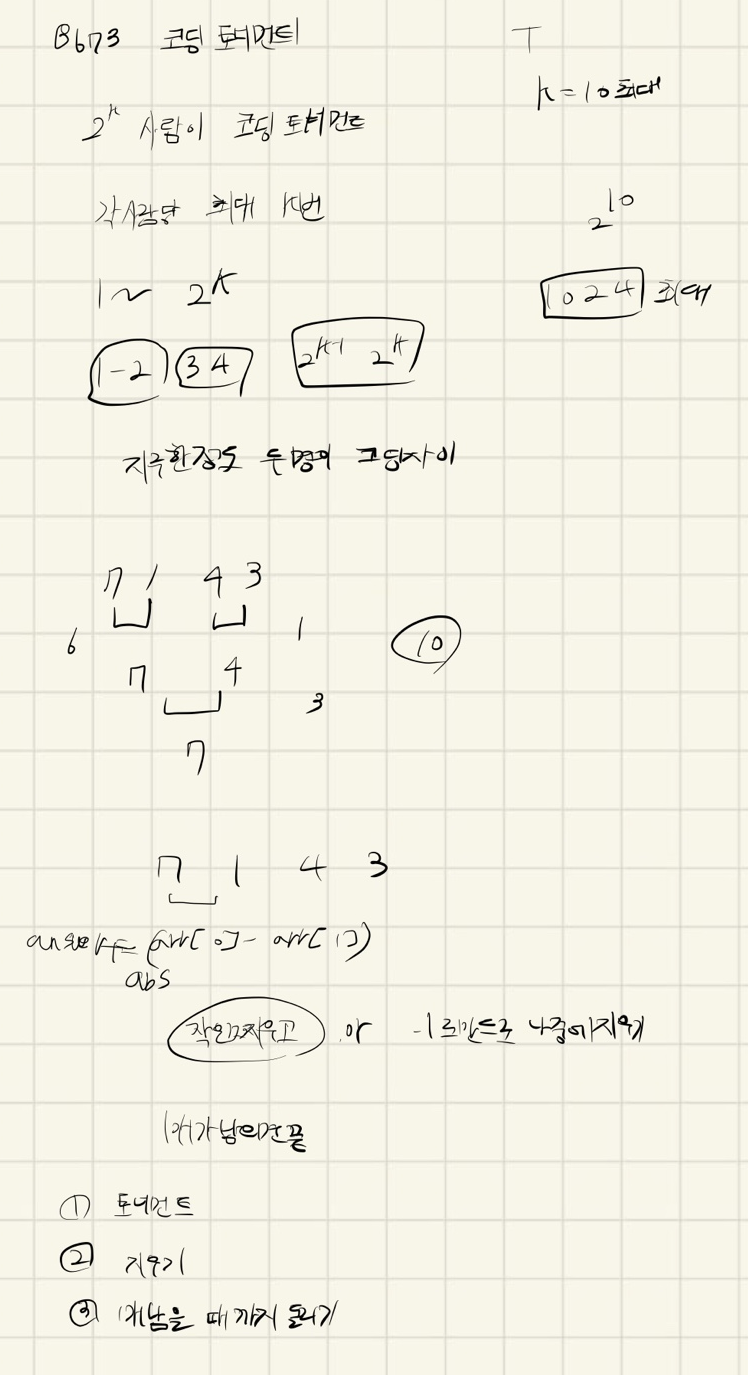 B673 코딩 토너먼트1
T
k=10최대
2^k 사람이 코딩 토너먼트
각사람당 최대 k번
2^10
1~ 2^k
1024 최대
1-2 3 4 2^k-1 2^k
지루한정도 두명의 코딩차이
7 1 4 3
6 1 10
7 4
3
7
7 1 4 3
answer += (arr[0]- arr[1])
abs
작은거지우고 or -1로만드로 나중에지우기
1개가 남으면 끝
① 토너먼트
② 지우기
③ 1개남을 때까지 돌리기